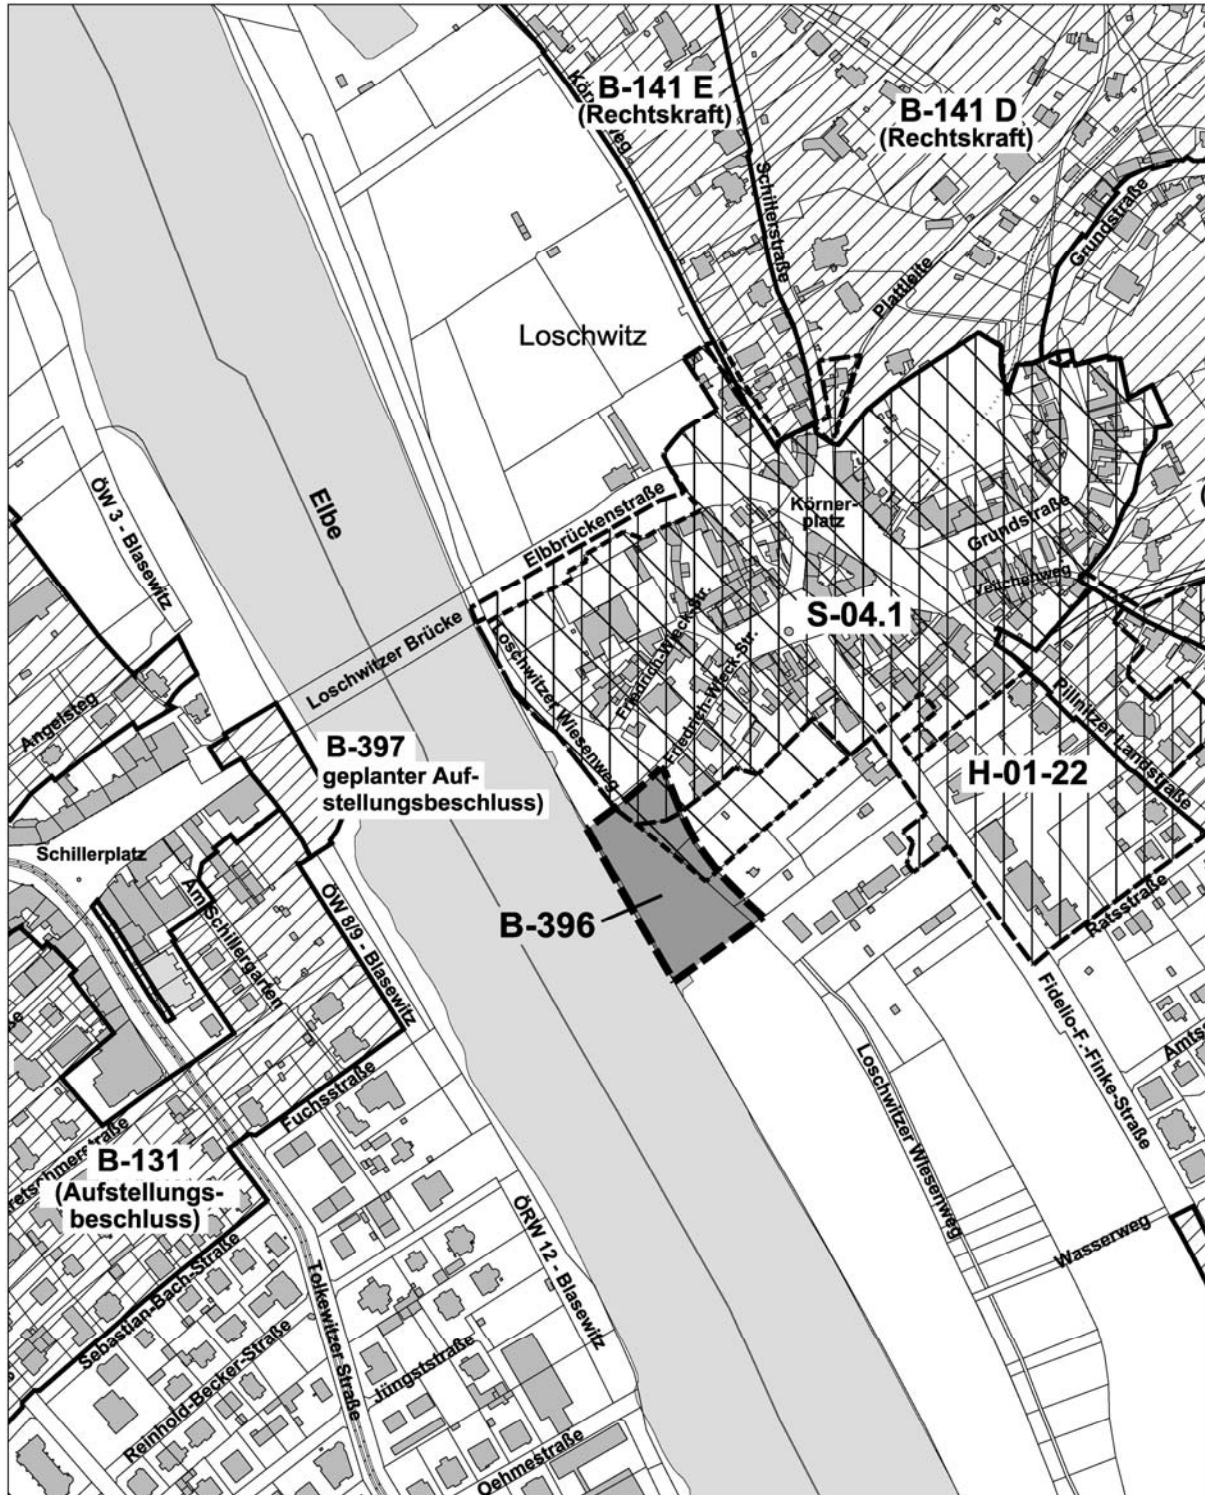 B-141 E
(Rechtskraft)
B-141 D
(Rechtskraft)
Schillerstraße
Plattleite
Grundstraße
Loschwitz
ÖW 3 - Blasewitz
Elbe
Elbbrückenstraße
Körner-
platz
Grundstraße
Veilchenweg
Loschwitzer Brücke
Loschwitzer Wiesenweg
Friedrich-Wieck-Str.
Friedrich-Wieck-Str.
S-04.1
Pillnitzer Landstraße
Angelsteg
B-397
geplanter Auf-
stellungsbeschluss)
H-01-22
Schillerplatz
Am Schillergarten
ÖW 8/9 - Blasewitz
B-396
Ratsstraße
Fidelio-F.-Finke-Straße
Loschwitzer Wiesenweg
Fuchsstraße
B-131
(Aufstellungs-
beschluss)
ÖRW 12 - Blasewitz
Wasserweg
Sebastian-Bach-Straße
Tolkewitzer Straße
Reinhold-Becker-Straße
Jüngststraße
Oehmestraße